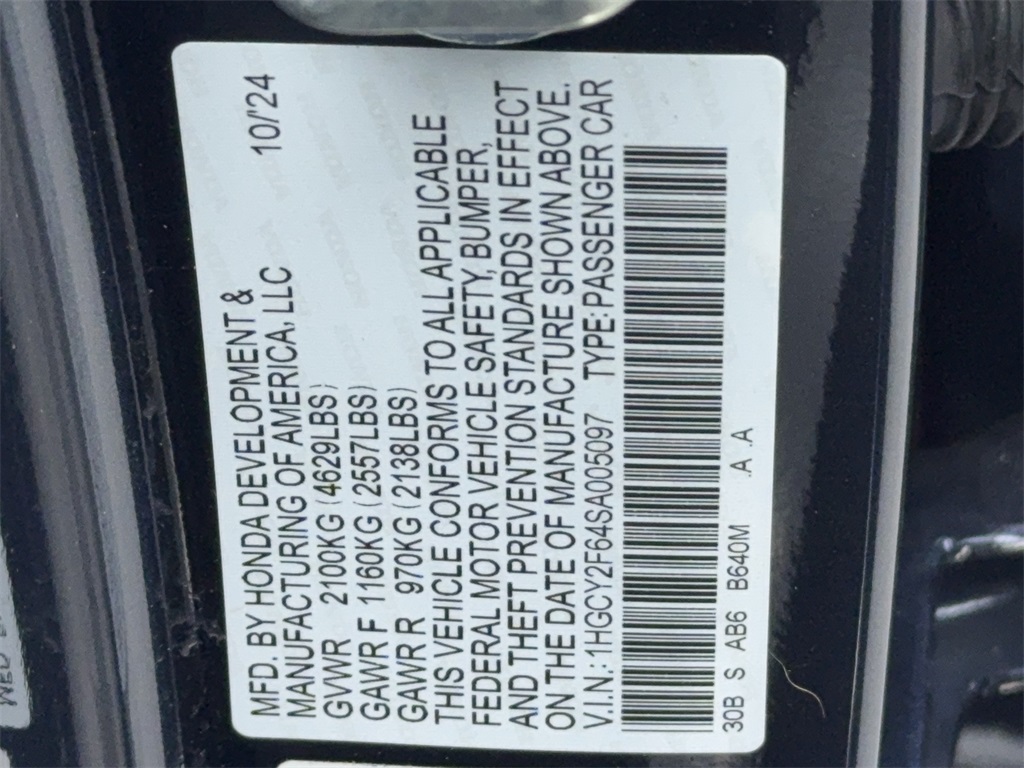 MFD. BY HONDA DEVELOPMENT & 10/'24
MANUFACTURING OF AMERICA, LLC
GVWR 2100KG (4629LBS)
GAWR F 1160KG (2557LBS)
GAWR R 970KG (2138LBS)
THIS VEHICLE CONFORMS TO ALL APPLICABLE
FEDERAL MOTOR VEHICLE SAFETY, BUMPER,
AND THEFT PREVENTION STANDARDS IN EFFECT
ON THE DATE OF MANUFACTURE SHOWN ABOVE.
V.I.N.: 1HGCY2F64SA005097 TYPE: PASSENGER CAR
30B S AB6 B640M .A .A